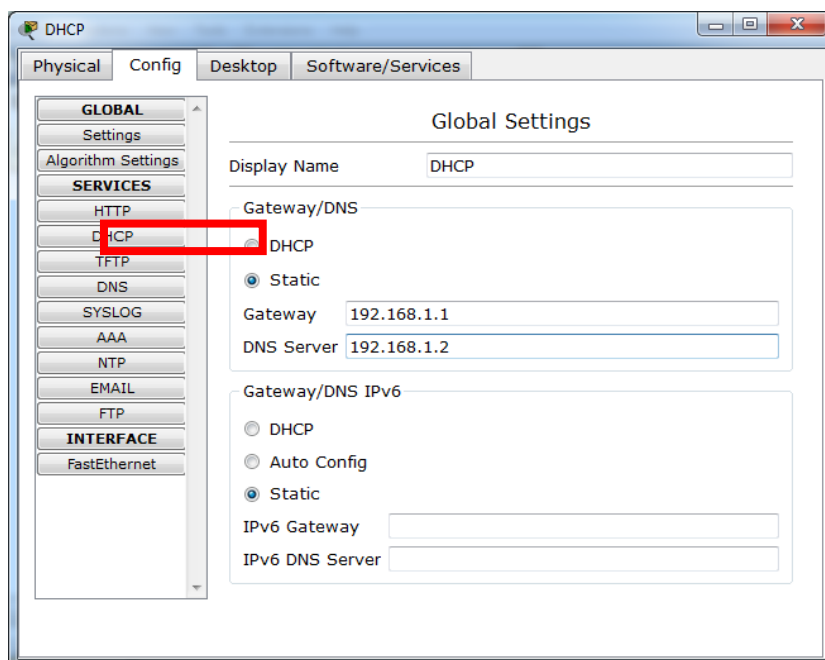 DHCP
Physical Config Desktop Software/Services
GLOBAL
Settings
Algorithm Settings
SERVICES
HTTP
DHCP
TFTP
DNS
SYSLOG
AAA
NTP
EMAIL
FTP
INTERFACE
FastEthernet
Global Settings
Display Name DHCP
Gateway/DNS
DHCP
Static
Gateway 192.168.1.1
DNS Server 192.168.1.2
Gateway/DNS IPv6
DHCP
Auto Config
Static
IPv6 Gateway
IPv6 DNS Server